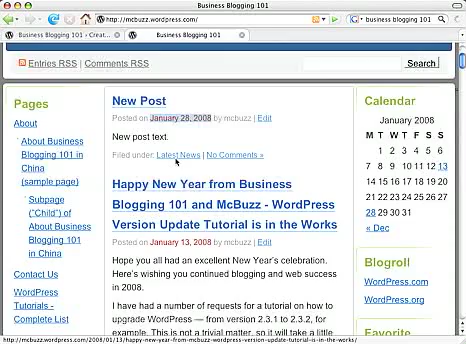 Business Blogging 101
http://mcbuzz.wordpress.com/
business blogging 101
Business Blogging 101 › Creat...
Business Blogging 101
Entries RSS | Comments RSS
Search
Pages
About
About Business
Blogging 101 in
China
(sample page)
Subpage
("Child") of
About Business
Blogging 101
in China
Contact Us
WordPress
Tutorials -
Complete List
New Post
Posted on January 28, 2008 by mcbuzz | Edit
New post text.
Filed under: Latest News | No Comments »
Happy New Year from Business
Blogging 101 and McBuzz - WordPress
Version Update Tutorial is in the Works
Posted on January 13, 2008 by mcbuzz | Edit
Hope you all had an excellent New Year's celebration.
Here's wishing you continued blogging and web success
in 2008.
I have had a number of requests for a tutorial on how to
upgrade WordPress — from version 2.3.1 to 2.3.2, for
example. This is not a trivial matter, so it will take a little
Calendar
January 2008
M T W T F S S
1 2 3 4 5 6
7 8 9 10 11 12 13
14 15 16 17 18 19 20
21 22 23 24 25 26 27
28 29 30 31
« Dec
Blogroll
WordPress.com
WordPress.org
Favorite
http://mcbuzz.wordpress.com/2008/01/13/happy-new-year-from-mcbuzz-wordpress-version-update-tutorial-is-in-the-works/